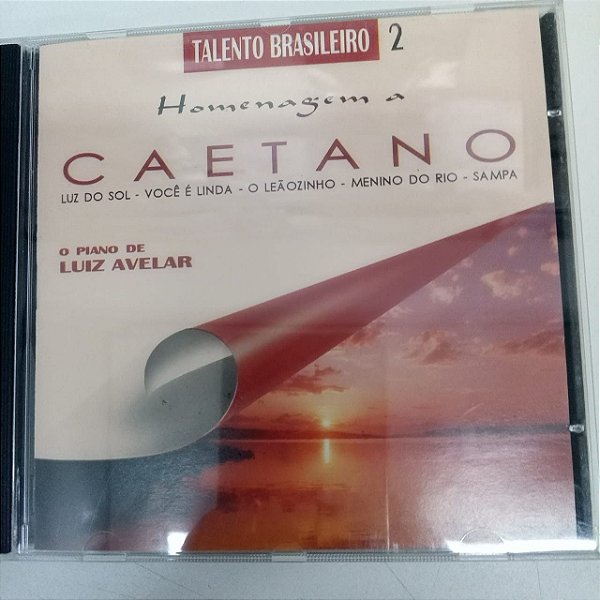 TALENTO BRASILEIRO 2
Homenagem a
CAETANO
LUZ DO SOL - VOCÊ É LINDA - O LEÃOZINHO - MENINO DO RIO - SAMPA
O PIANO DE
LUIZ AVELAR